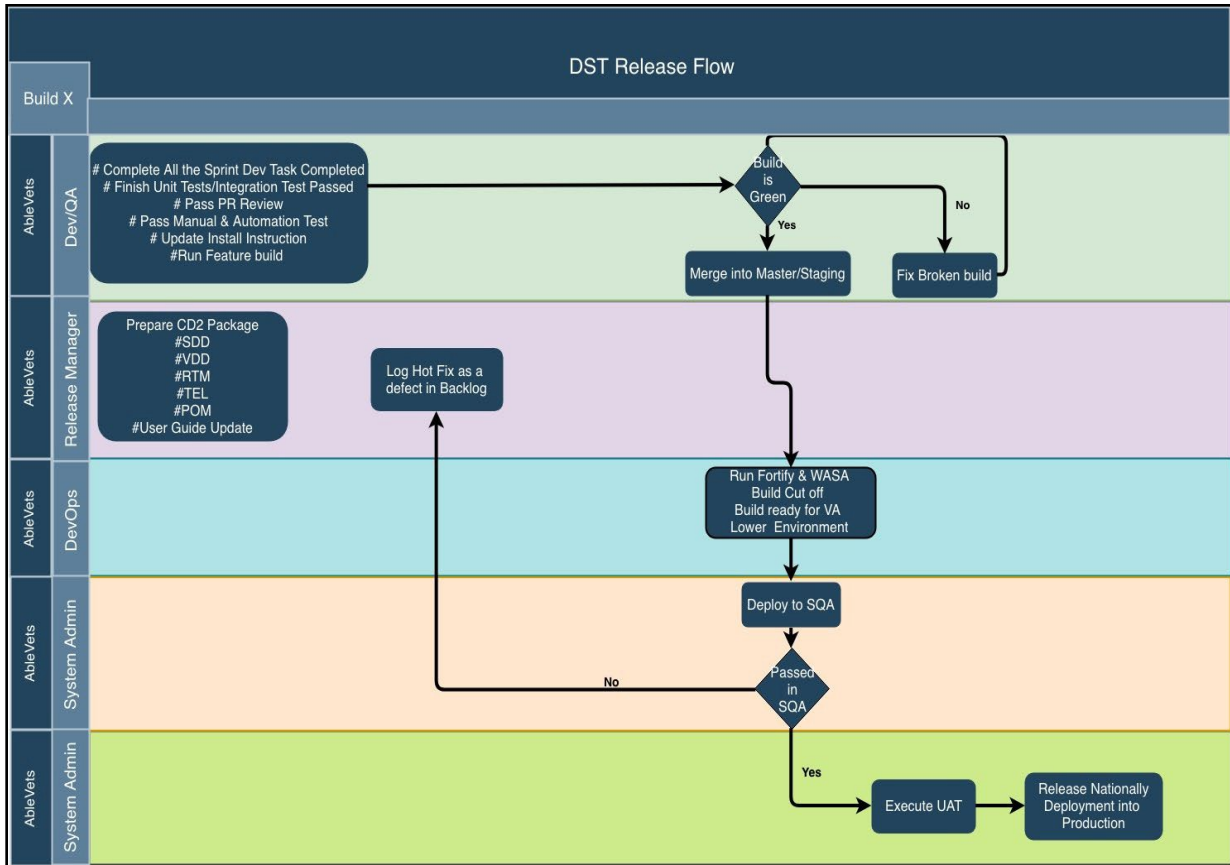 DST Release Flow
Build X
AbleVets
Dev/QA
# Complete All the Sprint Dev Task Completed
# Finish Unit Tests/Integration Test Passed
# Pass PR Review
# Pass Manual & Automation Test
# Update Install Instruction
#Run Feature build
Build
is
Green
No
Yes
Merge into Master/Staging
Fix Broken build
AbleVets
Release Manager
Prepare CD2 Package
#SDD
#VDD
#RTM
#TEL
#POM
#User Guide Update
Log Hot Fix as a
defect in Backlog
AbleVets
DevOps
Run Fortify & WASA
Build Cut off
Build ready for VA
Lower Environment
AbleVets
System Admin
Deploy to SQA
Passed
in
SQA
No
AbleVets
System Admin
Yes
Execute UAT
Release Nationally
Deployment into
Production